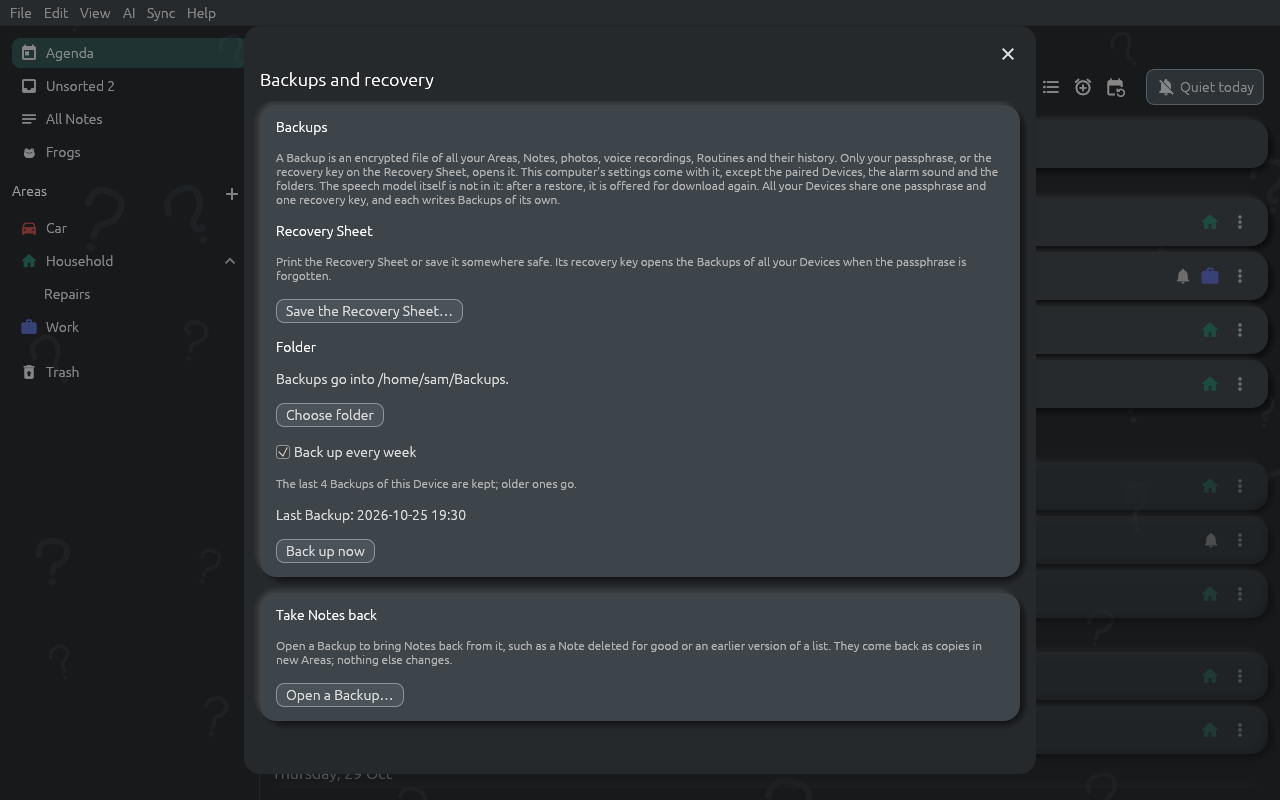 File Edit View AI Sync Help
Agenda
Unsorted 2
All Notes
Frogs
Areas
Car
Household
Repairs
Work
Trash
Quiet today
Backups and recovery
Backups
A Backup is an encrypted file of all your Areas, Notes, photos, voice recordings, Routines and their history. Only your passphrase, or the
recovery key on the Recovery Sheet, opens it. This computer's settings come with it, except the paired Devices, the alarm sound and the
folders. The speech model itself is not in it: after a restore, it is offered for download again. All your Devices share one passphrase and
one recovery key, and each writes Backups of its own.
Recovery Sheet
Print the Recovery Sheet or save it somewhere safe. Its recovery key opens the Backups of all your Devices when the passphrase is
forgotten.
Save the Recovery Sheet…
Folder
Backups go into /home/sam/Backups.
Choose folder
Back up every week
The last 4 Backups of this Device are kept; older ones go.
Last Backup: 2026-10-25 19:30
Back up now
Take Notes back
Open a Backup to bring Notes back from it, such as a Note deleted for good or an earlier version of a list. They come back as copies in
new Areas; nothing else changes.
Open a Backup…
Thursday, 29 Oct